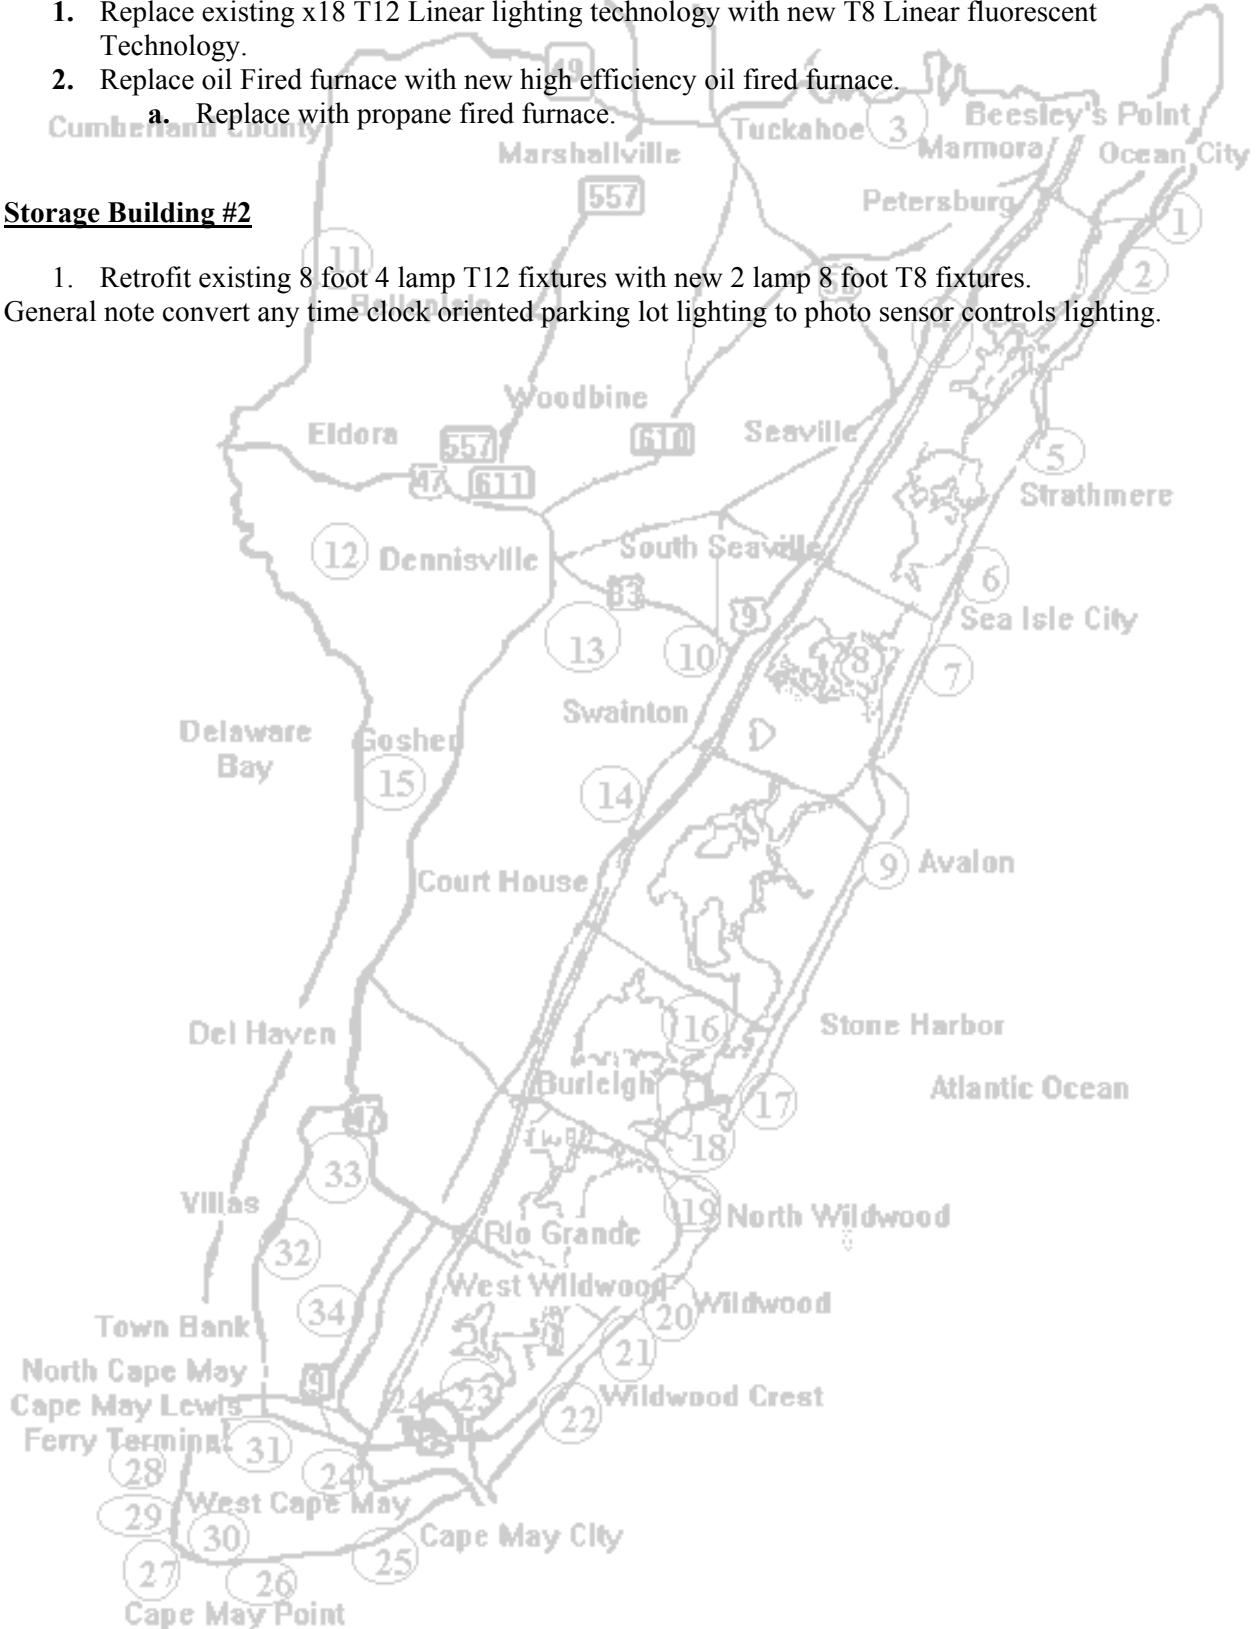 1. Replace existing x18 T12 Linear lighting technology with new T8 Linear fluorescent
Technology.
2. Replace oil Fired furnace with new high efficiency oil fired furnace.
a. Replace with propane fired furnace.
Storage Building #2
1. Retrofit existing 8 foot 4 lamp T12 fixtures with new 2 lamp 8 foot T8 fixtures.
General note convert any time clock oriented parking lot lighting to photo sensor controls lighting.
49
Cumberland County
Marshallville
Tuckahoe
3
Beesley's Point
Marmora
Ocean City
557
Petersburg
1
11
2
50
Belleplain
4
Woodbine
Eldora
557
610
Seaville
5
47
611
Strathmere
12
Dennisville
South Seaville
6
83
9
Sea Isle City
13
10
8
7
Swainton
Delaware
Bay
Goshen
15
14
Court House
9
Avalon
Del Haven
16
Stone Harbor
Burleigh
17
Atlantic Ocean
47
18
33
Villas
19
North Wildwood
Rio Grande
32
West Wildwood
34
20
Wildwood
Town Bank
21
North Cape May
9
Cape May Lewis
24
23
Wildwood Crest
22
Ferry Terminal
31
28
24
29
West Cape May
30
Cape May City
25
27
26
Cape May Point